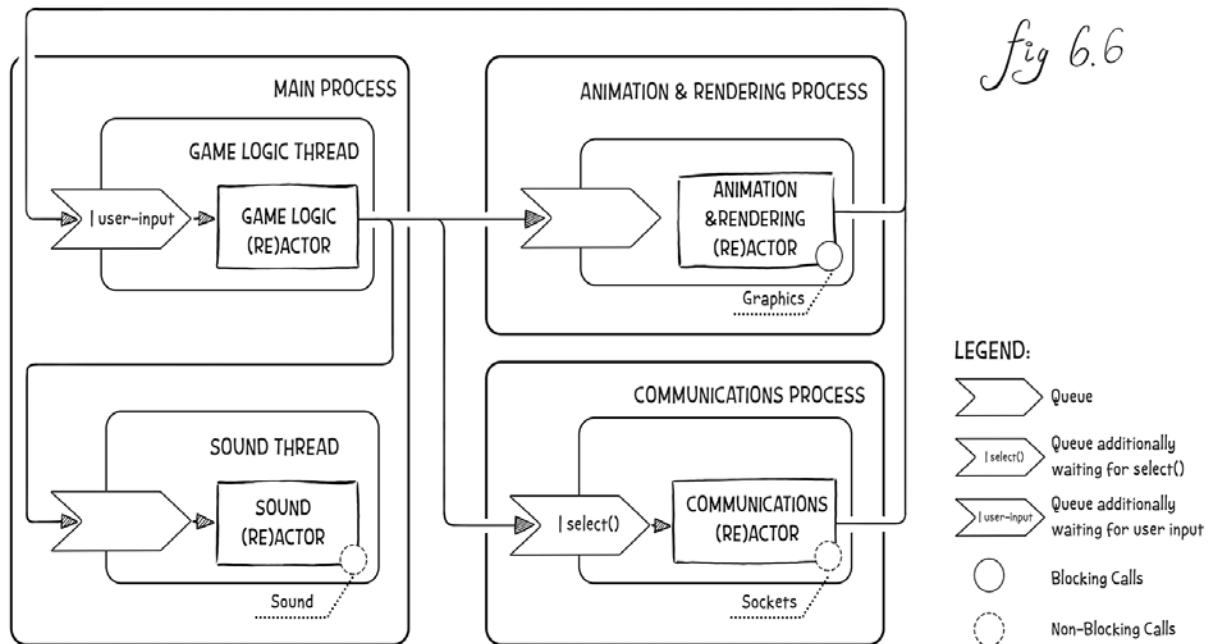 fig 6.6
MAIN PROCESS
GAME LOGIC THREAD
| user-input
GAME LOGIC
(RE)ACTOR
ANIMATION & RENDERING PROCESS
ANIMATION
&RENDERING
(RE)ACTOR
Graphics
SOUND THREAD
SOUND
(RE)ACTOR
Sound
COMMUNICATIONS PROCESS
| select()
COMMUNICATIONS
(RE)ACTOR
Sockets
LEGEND:
Queue
| select()
Queue additionally
waiting for select()
| user-input
Queue additionally
waiting for user input
Blocking Calls
Non-Blocking Calls